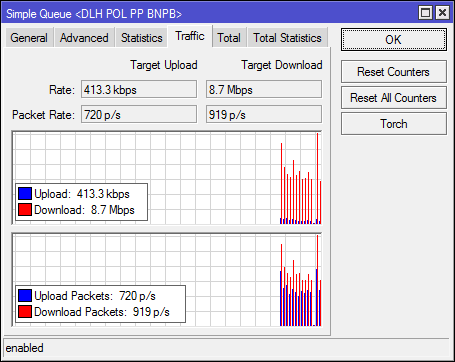 Simple Queue <DLH POL PP BNPB>
General Advanced Statistics Traffic Total Total Statistics
OK
Target Upload Target Download
Reset Counters
Rate: 413.3 kbps 8.7 Mbps
Reset All Counters
Packet Rate: 720 p/s 919 p/s
Torch
Upload: 413.3 kbps
Download: 8.7 Mbps
Upload Packets: 720 p/s
Download Packets: 919 p/s
enabled